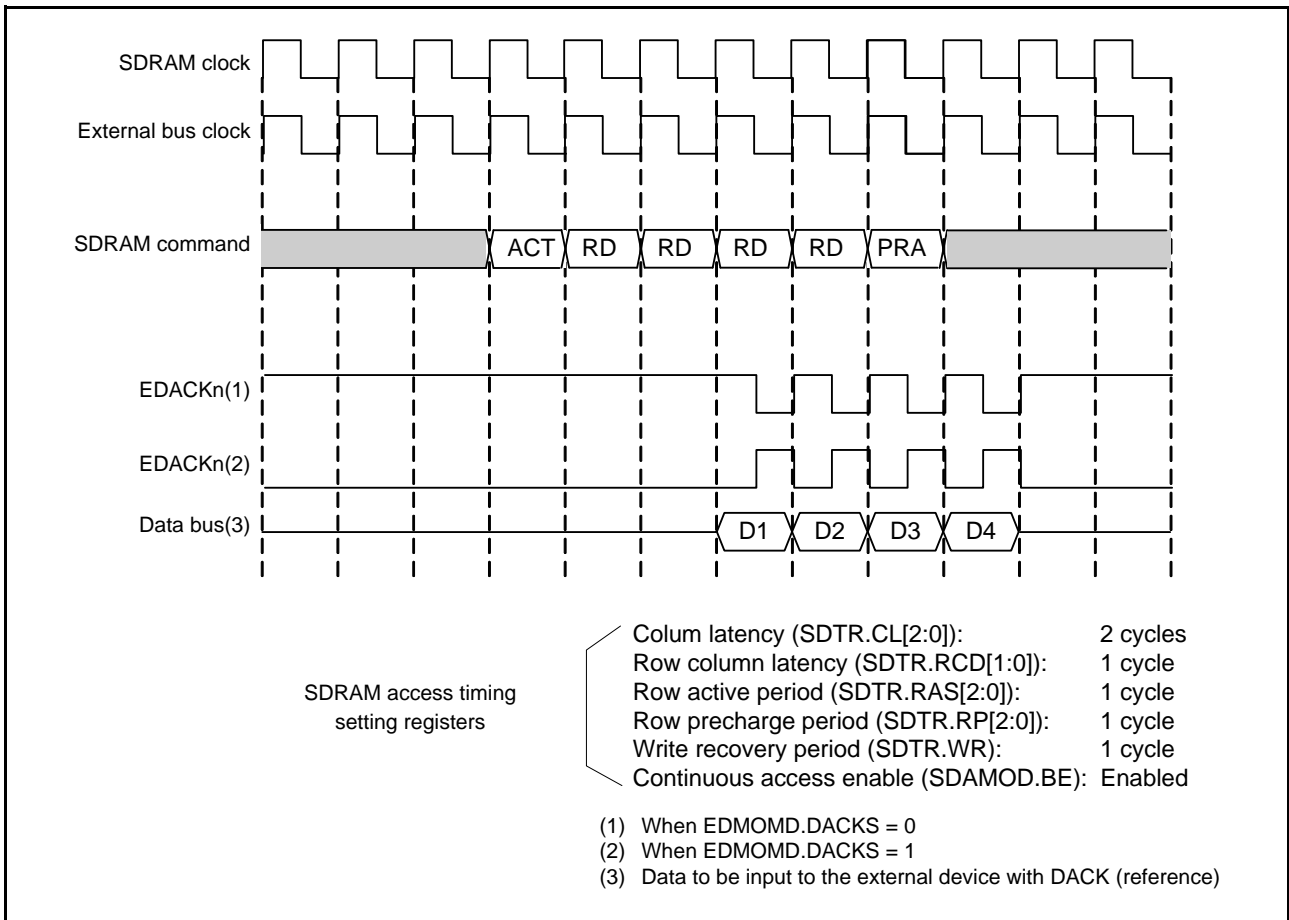 SDRAM clock
External bus clock
SDRAM command
ACT RD RD RD RD PRA
EDACKn(1)
EDACKn(2)
Data bus(3)
D1 D2 D3 D4
SDRAM access timing
setting registers
Colum latency (SDTR.CL[2:0]): 2 cycles
Row column latency (SDTR.RCD[1:0]): 1 cycle
Row active period (SDTR.RAS[2:0]): 1 cycle
Row precharge period (SDTR.RP[2:0]): 1 cycle
Write recovery period (SDTR.WR): 1 cycle
Continuous access enable (SDAMOD.BE): Enabled
(1) When EDMOMD.DACKS = 0
(2) When EDMOMD.DACKS = 1
(3) Data to be input to the external device with DACK (reference)